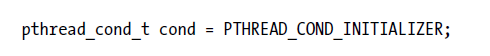 pthread_cond_t cond = PTHREAD_COND_INITIALIZER;